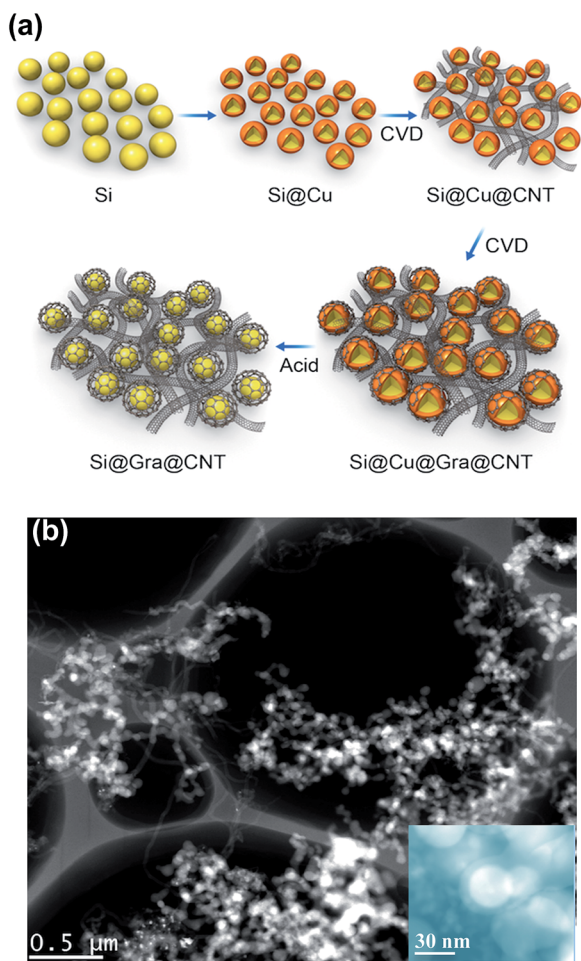 (a)
Si
Si@Cu
CVD
Si@Cu@CNT
CVD
Si@Gra@CNT
Acid
Si@Cu@Gra@CNT
(b)
0.5 µm
30 nm